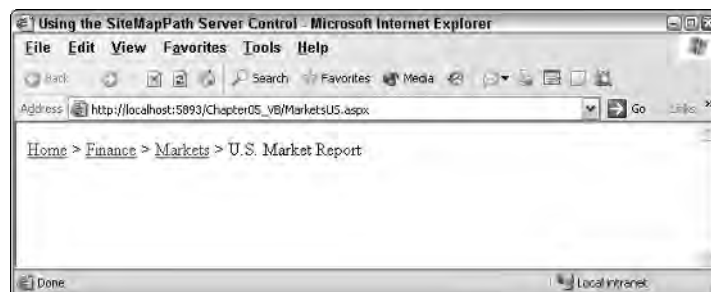 Using the SiteMapPath Server Control - Microsoft Internet Explorer
File Edit View Favorites Tools Help
Back Search Favorites Media
Address http://localhost:5893/Chapter05_VB/MarketsUS.aspx Go Links »
Home > Finance > Markets > U.S. Market Report
Done Local intranet